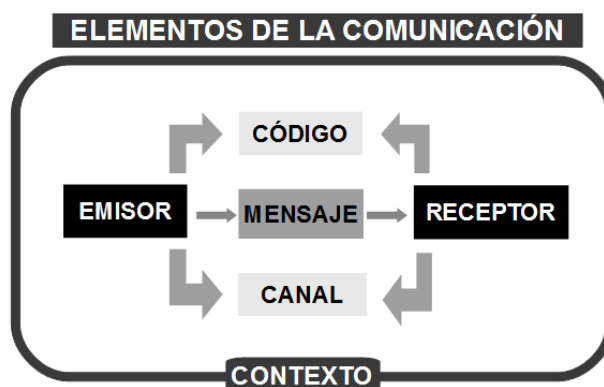 ELEMENTOS DE LA COMUNICACIÓN
CÓDIGO
EMISOR
MENSAJE
RECEPTOR
CANAL
CONTEXTO